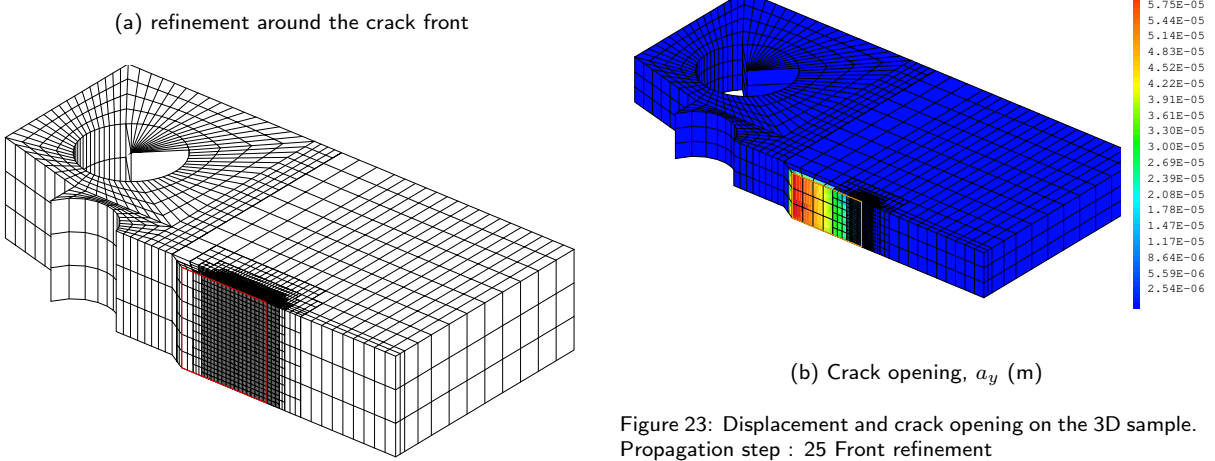 (a) refinement around the crack front
5.75E-05
5.44E-05
5.14E-05
4.83E-05
4.52E-05
4.22E-05
3.91E-05
3.61E-05
3.30E-05
3.00E-05
2.69E-05
2.39E-05
2.08E-05
1.78E-05
1.47E-05
1.17E-05
8.64E-06
5.59E-06
2.54E-06
(b) Crack opening, a_y (m)
Figure 23: Displacement and crack opening on the 3D sample.
Propagation step : 25 Front refinement